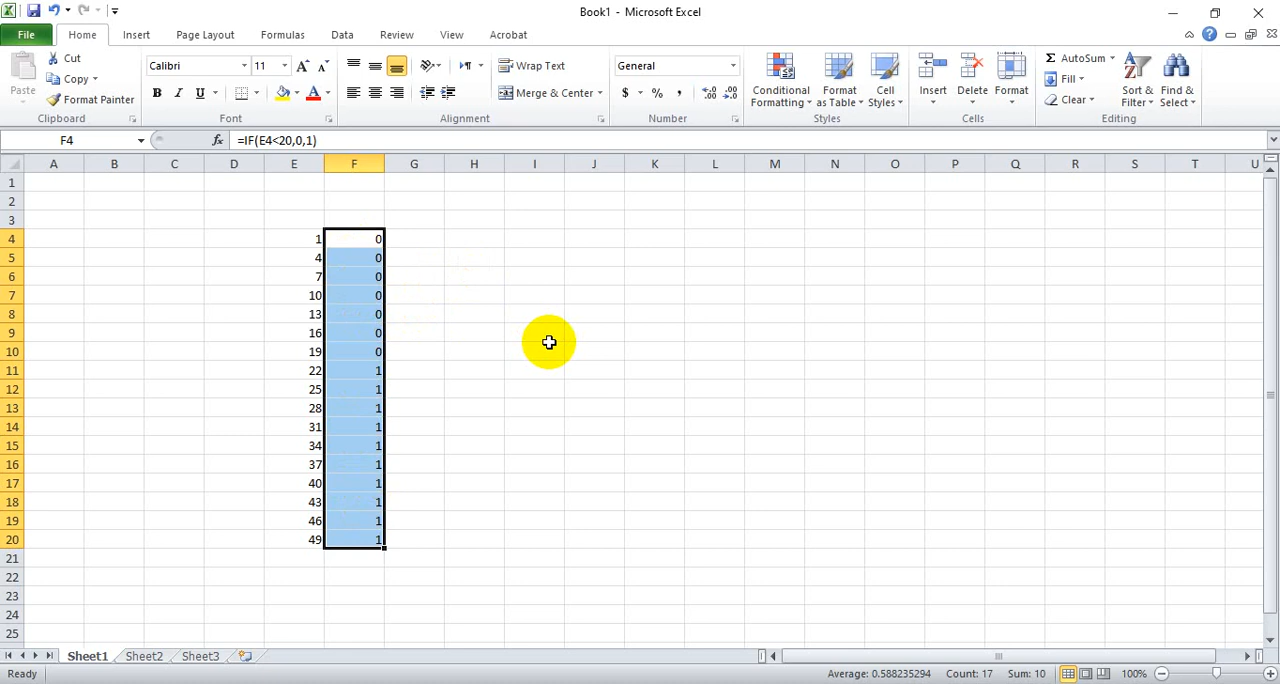 Book1 - Microsoft Excel
File Home Insert Page Layout Formulas Data Review View Acrobat
Paste Cut Copy Format Painter Clipboard
Calibri 11 A A B I U A Font
Wrap Text Merge & Center Alignment
General $ % , .0 .00 .00 .0 Number
Conditional Formatting Format as Table Cell Styles Styles
Insert Delete Format Cells
Σ AutoSum Fill Clear Sort & Filter Find & Select Editing
F4 fx =IF(E4<20,0,1)
A B C D E F G H I J K L M N O P Q R S T U
1
2
3
4 1 0
5 4 0
6 7 0
7 10 0
8 13 0
9 16 0
10 19 0
11 22 1
12 25 1
13 28 1
14 31 1
15 34 1
16 37 1
17 40 1
18 43 1
19 46 1
20 49 1
21
22
23
24
25
Sheet1 Sheet2 Sheet3
Ready Average: 0.588235294 Count: 17 Sum: 10 100%